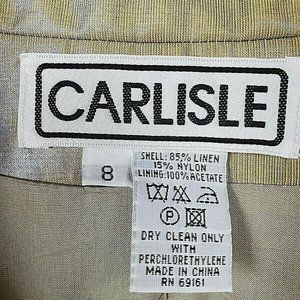 CARLISLE
8
SHELL: 85% LINEN
15% NYLON
LINING: 100% ACETATE
P
DRY CLEAN ONLY
WITH
PERCHLORETHYLENE
MADE IN CHINA
RN 69161